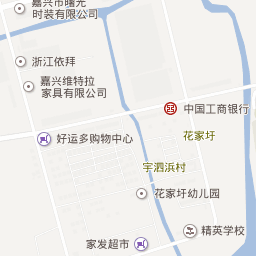 嘉兴市曙光
时装有限公司
浙江依拜
嘉兴维特拉
家具有限公司
中国工商银行
好运多购物中心
花家圩
宇泗浜村
花家圩幼儿园
精英学校
家发超市